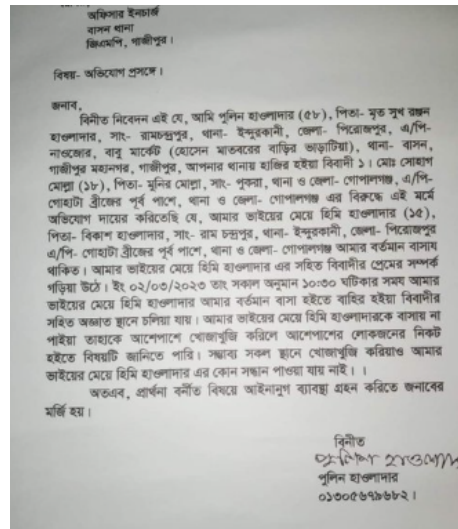 অফিসার ইনচার্জ
বাসন থানা
জিএমপি, গাজীপুর।
বিষয়- অভিযোগ প্রসঙ্গে।
জনাব,
বিনীত নিবেদন এই যে, আমি পুলিন হাওলাদার (৫৮), পিতা- মৃত সুখ রঞ্জন
হাওলাদার, সাং- রামচন্দ্রপুর, থানা- ইন্দুরকানী, জেলা- পিরোজপুর, এ/পি-
নাওজোর, বাবু মার্কেট (হোসেন মাতবরের বাড়ির ভাড়াটিয়া), থানা- বাসন,
গাজীপুর মহানগর, গাজীপুর, আপনার থানায় হাজির হইয়া বিবাদী ১। মোঃ সোহাগ
মোল্লা (১৮), পিতা- মুনির মোল্লা, সাং- পুকরা, থানা ও জেলা- গোপালগঞ্জ, এ/পি-
গোহাটা ব্রীজের পূর্ব পাশে, থানা ও জেলা- গোপালগঞ্জ এর বিরুদ্ধে এই মর্মে
অভিযোগ দায়ের করিতেছি যে, আমার ভাইয়ের মেয়ে হিমি হাওলাদার (১৫),
পিতা- বিকাশ হাওলাদার, সাং- রাম চন্দ্রপুর, থানা- ইন্দুরকানী, জেলা- পিরোজপুর
এ/পি- গোহাটা ব্রীজের পূর্ব পাশে, থানা ও জেলা- গোপালগঞ্জ আমার বর্তমান বাসায়
থাকিত। আমার ভাইয়ের মেয়ে হিমি হাওলাদার এর সহিত বিবাদীর প্রেমের সম্পর্ক
গড়িয়া উঠে। ইং ০২/০৩/২০২৩ তাং সকাল অনুমান ১০:৩০ ঘটিকার সময় আমার
ভাইয়ের মেয়ে হিমি হাওলাদার আমার বর্তমান বাসা হইতে বাহির হইয়া বিবাদীর
সহিত অজ্ঞাত স্থানে চলিয়া যায়। আমার ভাইয়ের মেয়ে হিমি হাওলাদারকে বাসায় না
পাইয়া তাহাকে আশেপাশে খোজাখুজি করিলে আশেপাশের লোকজনের নিকট
হইতে বিষয়টি জানিতে পারি। সম্ভাব্য সকল স্থানে খোজাখুজি করিয়াও আমার
ভাইয়ের মেয়ে হিমি হাওলাদার এর কোন সন্ধান পাওয়া যায় নাই। ।
অতএব, প্রার্থনা বর্নীত বিষয়ে আইনানুগ ব্যবস্থা গ্রহন করিতে জনাবের
মর্জি হয়।
বিনীত
পুলিন হাওলাদার
পুলিন হাওলাদার
০১৩০৫৬৭৯৬৮২।